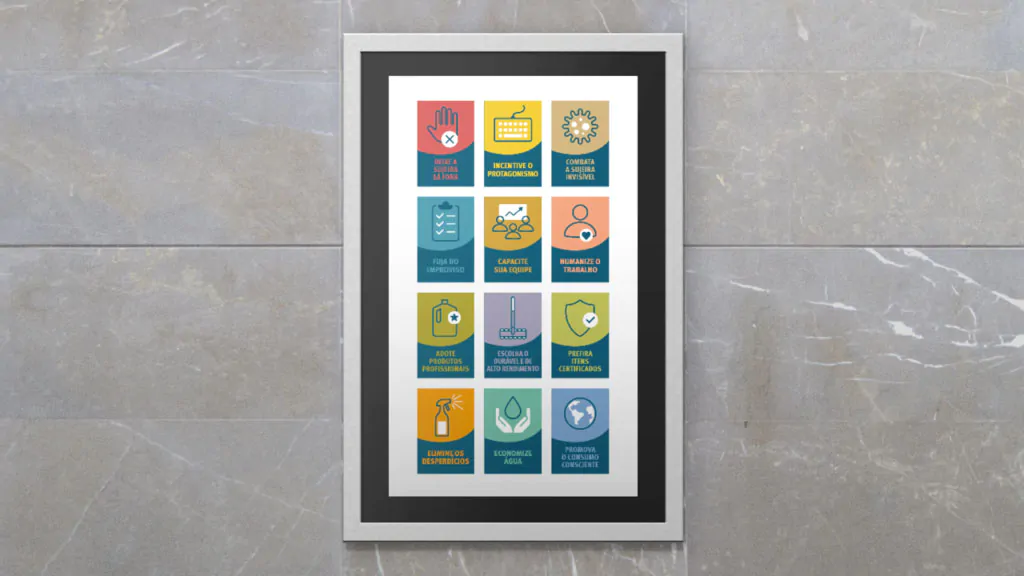 DEIXE A
SUJEIRA
LÁ FORA
INCENTIVE O
PROTAGONISMO
COMBATA
A SUJEIRA
INVISÍVEL
FUJA DO
IMPROVISO
CAPACITE
SUA EQUIPE
HUMANIZE O
TRABALHO
ADOTE
PRODUTOS
PROFISSIONAIS
ESCOLHA O
DURÁVEL E DE
ALTO RENDIMENTO
PREFIRA
ITENS
CERTIFICADOS
ELIMINE OS
DESPERDÍCIOS
ECONOMIZE
ÁGUA
PROMOVA
O CONSUMO
CONSCIENTE